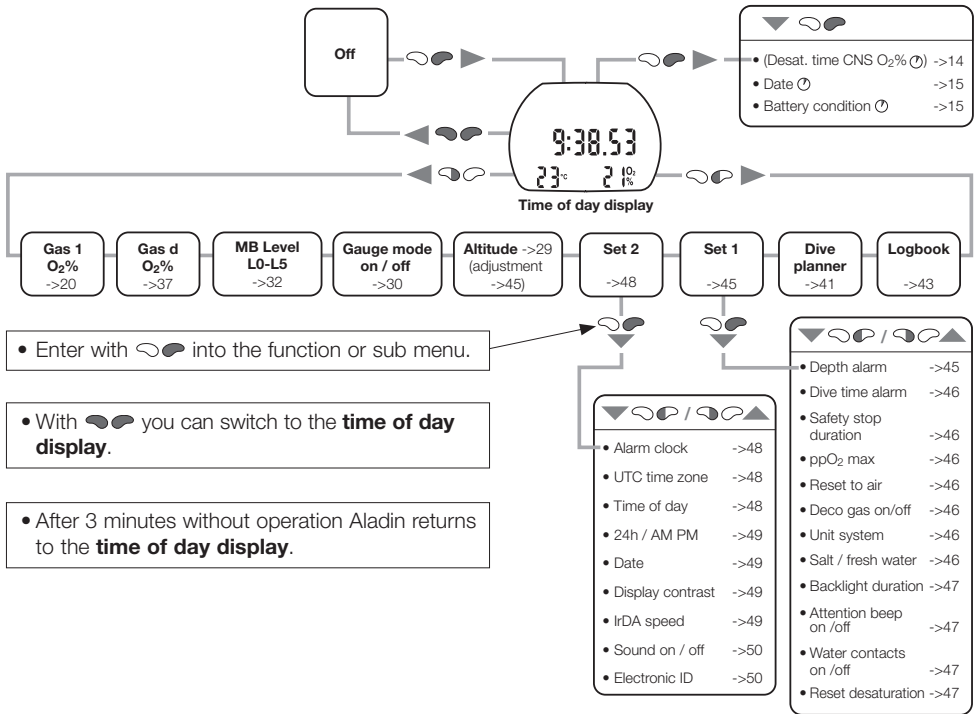 Off
• (Desat. time CNS O₂% ) ->14
• Date ->15
• Battery condition ->15
9:38.53
23°C 21 O₂%
Time of day display
Gas 1
O₂%
->20
Gas d
O₂%
->37
MB Level
L0-L5
->32
Gauge mode
on / off
->30
Altitude ->29
(adjustment
->45)
Set 2
->48
Set 1
->45
Dive
planner
->41
Logbook
->43
• Enter with into the function or sub menu.
• With you can switch to the time of day
display.
• After 3 minutes without operation Aladin returns
to the time of day display.
/
• Alarm clock ->48
• UTC time zone ->48
• Time of day ->48
• 24h / AM PM ->49
• Date ->49
• Display contrast ->49
• IrDA speed ->49
• Sound on / off ->50
• Electronic ID ->50
/
• Depth alarm ->45
• Dive time alarm ->46
• Safety stop
duration ->46
• ppO₂ max ->46
• Reset to air ->46
• Deco gas on/off ->46
• Unit system ->46
• Salt / fresh water ->46
• Backlight duration ->47
• Attention beep
on /off ->47
• Water contacts
on /off ->47
• Reset desaturation ->47